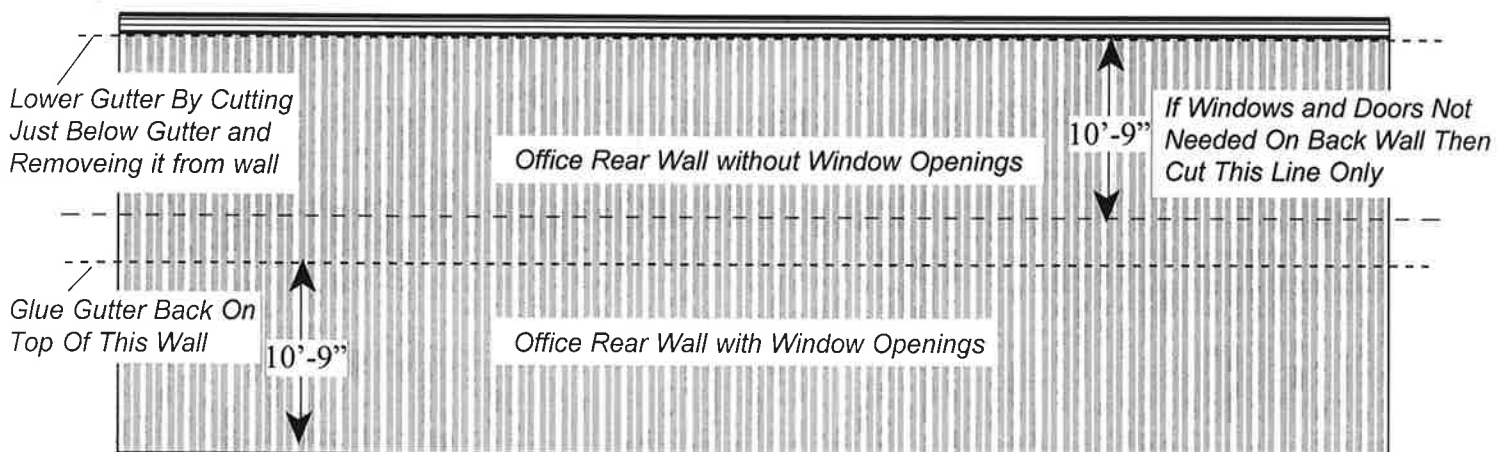 Lower Gutter By Cutting
Just Below Gutter and
Removeing it from wall
Office Rear Wall without Window Openings
10’-9”
If Windows and Doors Not
Needed On Back Wall Then
Cut This Line Only
Glue Gutter Back On
Top Of This Wall
10’-9”
Office Rear Wall with Window Openings